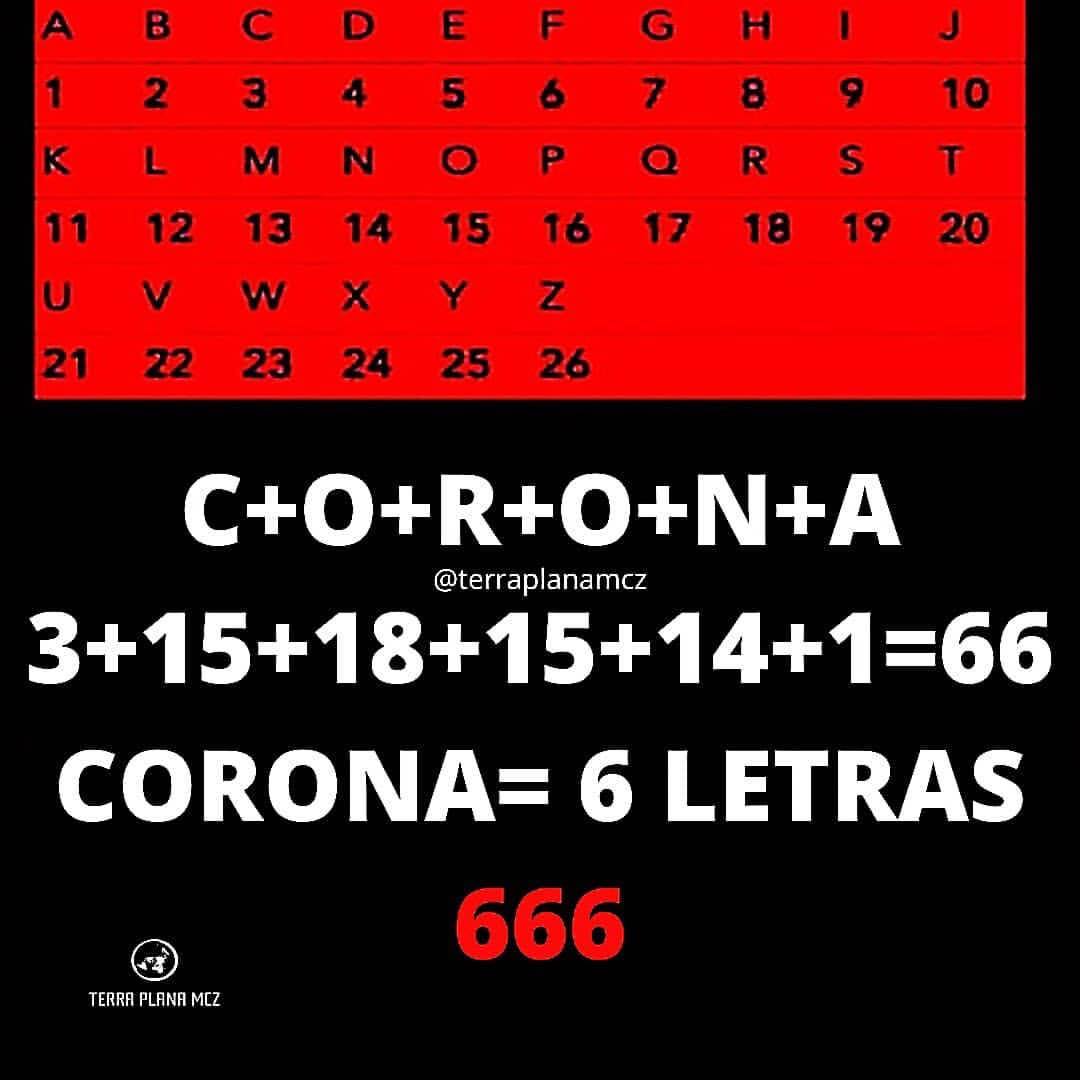 A B C D E F G H I J
1 2 3 4 5 6 7 8 9 10
K L M N O P Q R S T
11 12 13 14 15 16 17 18 19 20
U V W X Y Z
21 22 23 24 25 26
C+O+R+O+N+A
@terraplanamcz
3+15+18+15+14+1=66
CORONA= 6 LETRAS
666
TERRA PLANA MCZ